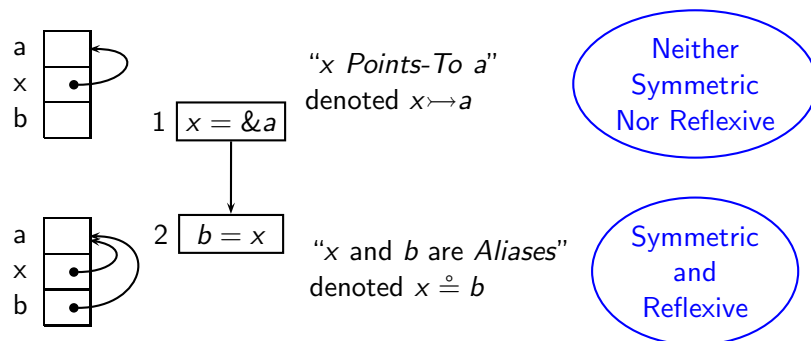 a
x
b
1 x = &a
“x Points-To a”
denoted x↣a
Neither
Symmetric
Nor Reflexive
a
x
b
2 b = x
“x and b are Aliases”
denoted x ≗ b
Symmetric
and
Reflexive